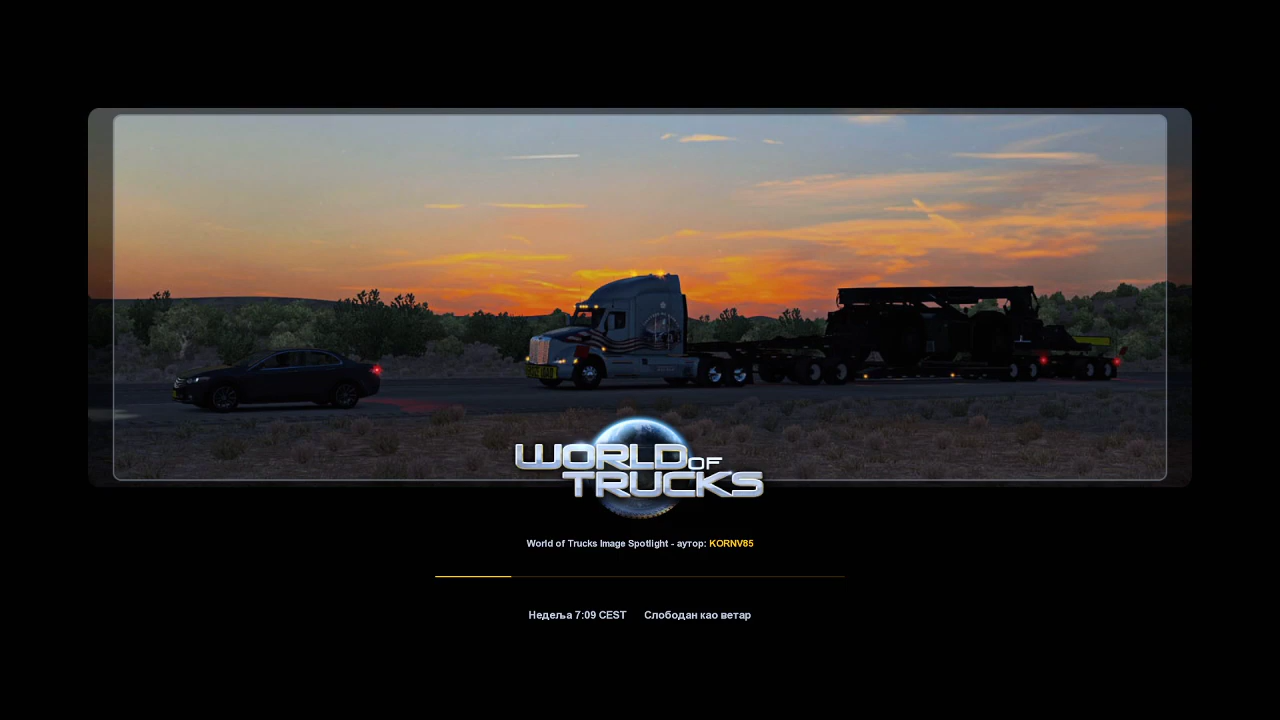 WORLD OF
TRUCKS
World of Trucks Image Spotlight - аутор: KORNV85
Недеља 7:09 CEST Слободан као ветар